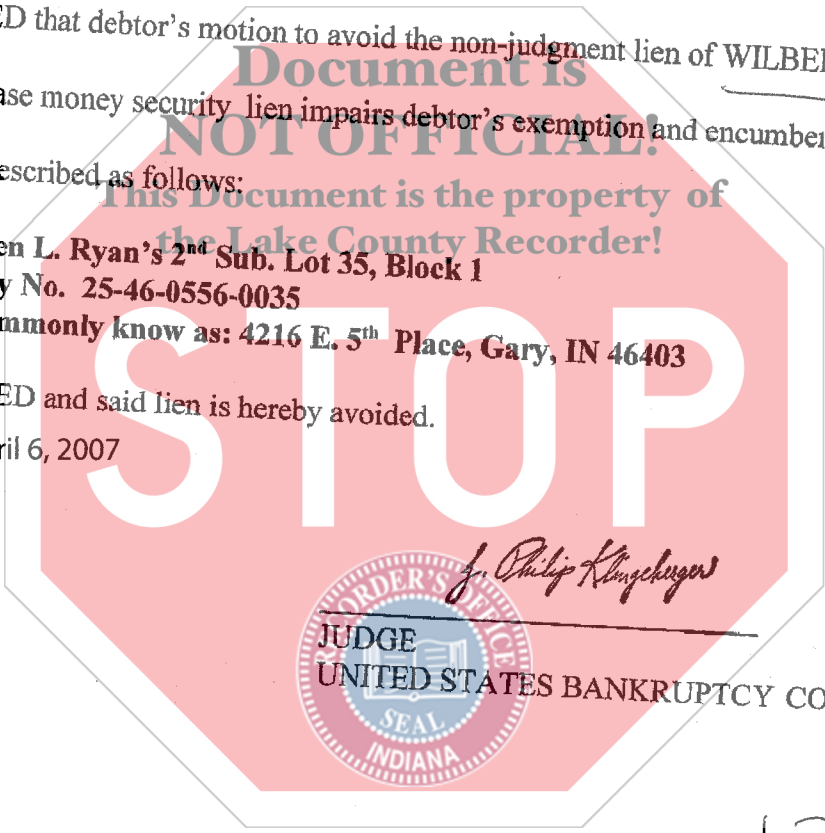 ED that debtor's motion to avoid the non-judgment lien of WILBE
Document is
ase money security lien impairs debtor's exemption and encumber
NOT OFFICIAL!
escribed as follows:
This Document is the property of
the Lake County Recorder!
en L. Ryan's 2nd Sub. Lot 35, Block 1
y No. 25-46-0556-0035
mmonly know as: 4216 E. 5th Place, Gary, IN 46403
ED and said lien is hereby avoided.
ril 6, 2007
STOP
J. Philip Klingeberger
RECORDER'S OFFICE
JUDGE
UNITED STATES BANKRUPTCY CO
SEAL
INDIANA